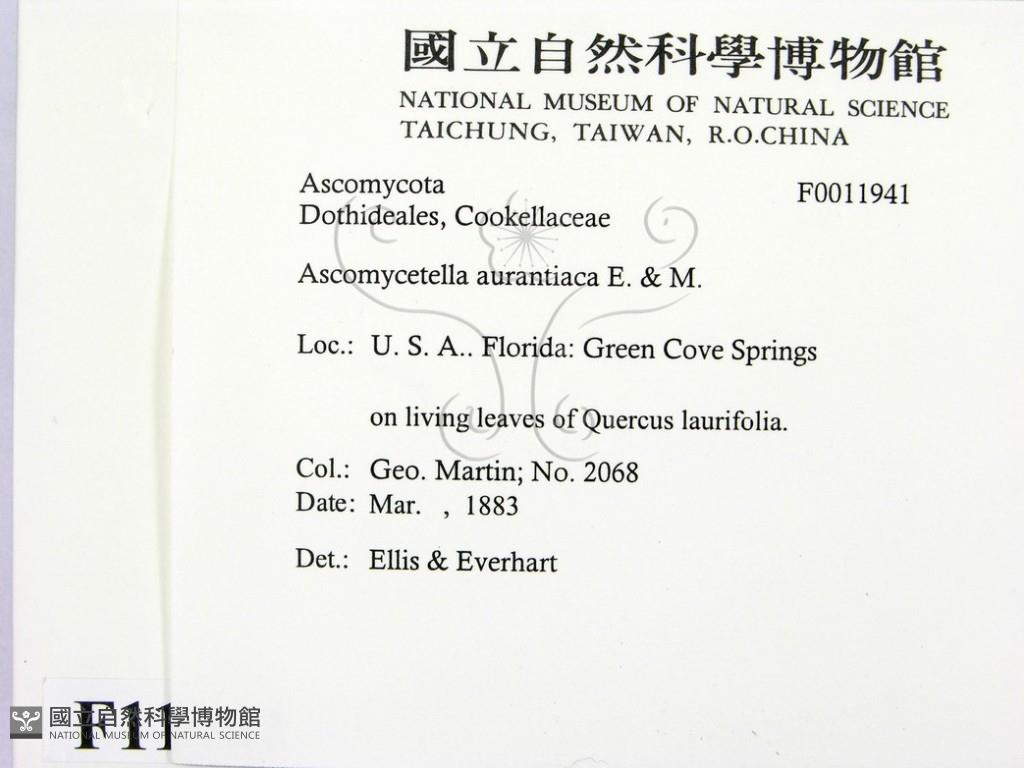 國立自然科學博物館
NATIONAL MUSEUM OF NATURAL SCIENCE
TAICHUNG, TAIWAN, R.O.CHINA
Ascomycota F0011941
Dothideales, Cookellaceae
Ascomycetella aurantiaca E. & M.
Loc.: U. S. A.. Florida: Green Cove Springs
on living leaves of Quercus laurifolia.
Col.: Geo. Martin; No. 2068
Date: Mar. , 1883
Det.: Ellis & Everhart
F11
國立自然科學博物館
NATIONAL MUSEUM OF NATURAL SCIENCE